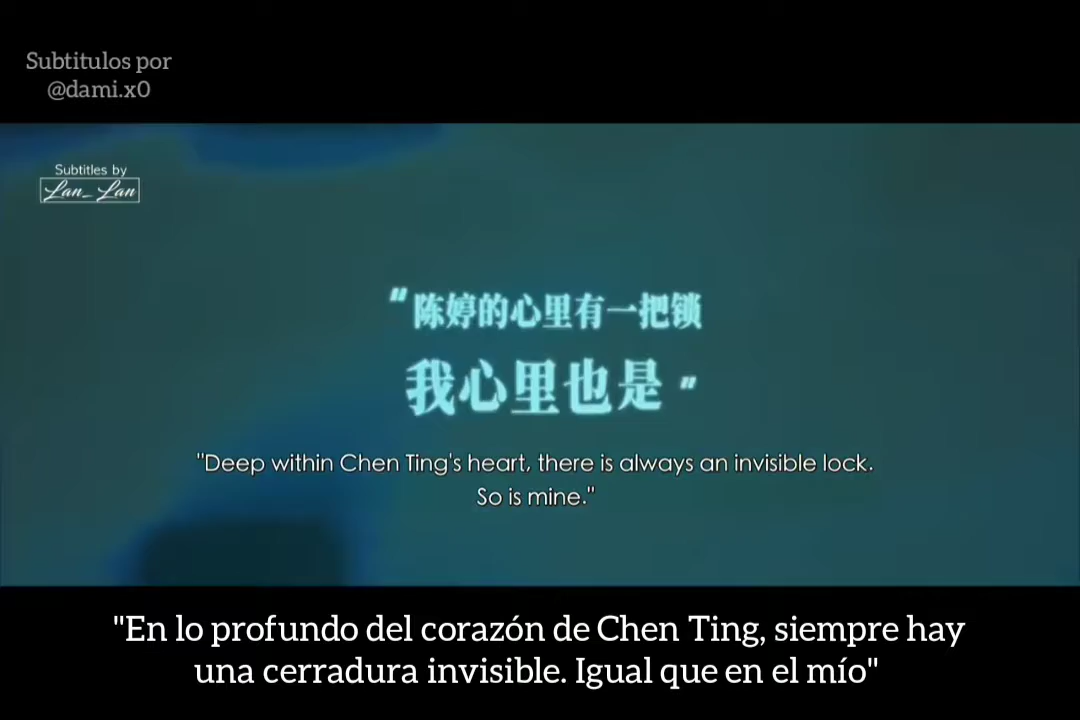 Subtitulos por
@dami.x0
Subtitles by
Lan_Lan
"陈婷的心里有一把锁
我心里也是"
"Deep within Chen Ting's heart, there is always an invisible lock.
So is mine."
"En lo profundo del corazón de Chen Ting, siempre hay
una cerradura invisible. Igual que en el mío"